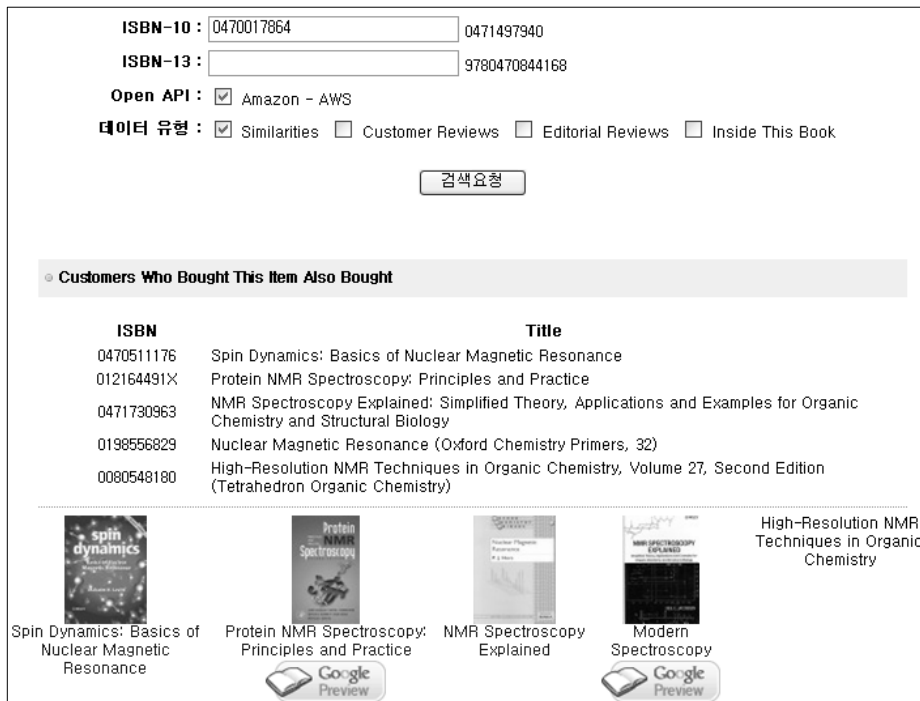 ISBN-10 : 0470017864 0471497940
ISBN-13 : 9780470844168
Open API : Amazon - AWS
데이터 유형 : Similarities Customer Reviews Editorial Reviews Inside This Book
검색요청
Customers Who Bought This Item Also Bought
ISBN Title
0470511176 Spin Dynamics: Basics of Nuclear Magnetic Resonance
012164491X Protein NMR Spectroscopy: Principles and Practice
0471730963 NMR Spectroscopy Explained: Simplified Theory, Applications and Examples for Organic
Chemistry and Structural Biology
0198556829 Nuclear Magnetic Resonance (Oxford Chemistry Primers, 32)
0080548180 High-Resolution NMR Techniques in Organic Chemistry, Volume 27, Second Edition
(Tetrahedron Organic Chemistry)
spin
dynamics
Protein
NMR
Spectroscopy
Nuclear Magnetic
Resonance
NMR SPECTROSCOPY
EXPLAINED
High-Resolution NMR
Techniques in Organic
Chemistry
Spin Dynamics: Basics of
Nuclear Magnetic
Resonance
Protein NMR Spectroscopy:
Principles and Practice
Google
Preview
NMR Spectroscopy
Explained
Modern
Spectroscopy
Google
Preview